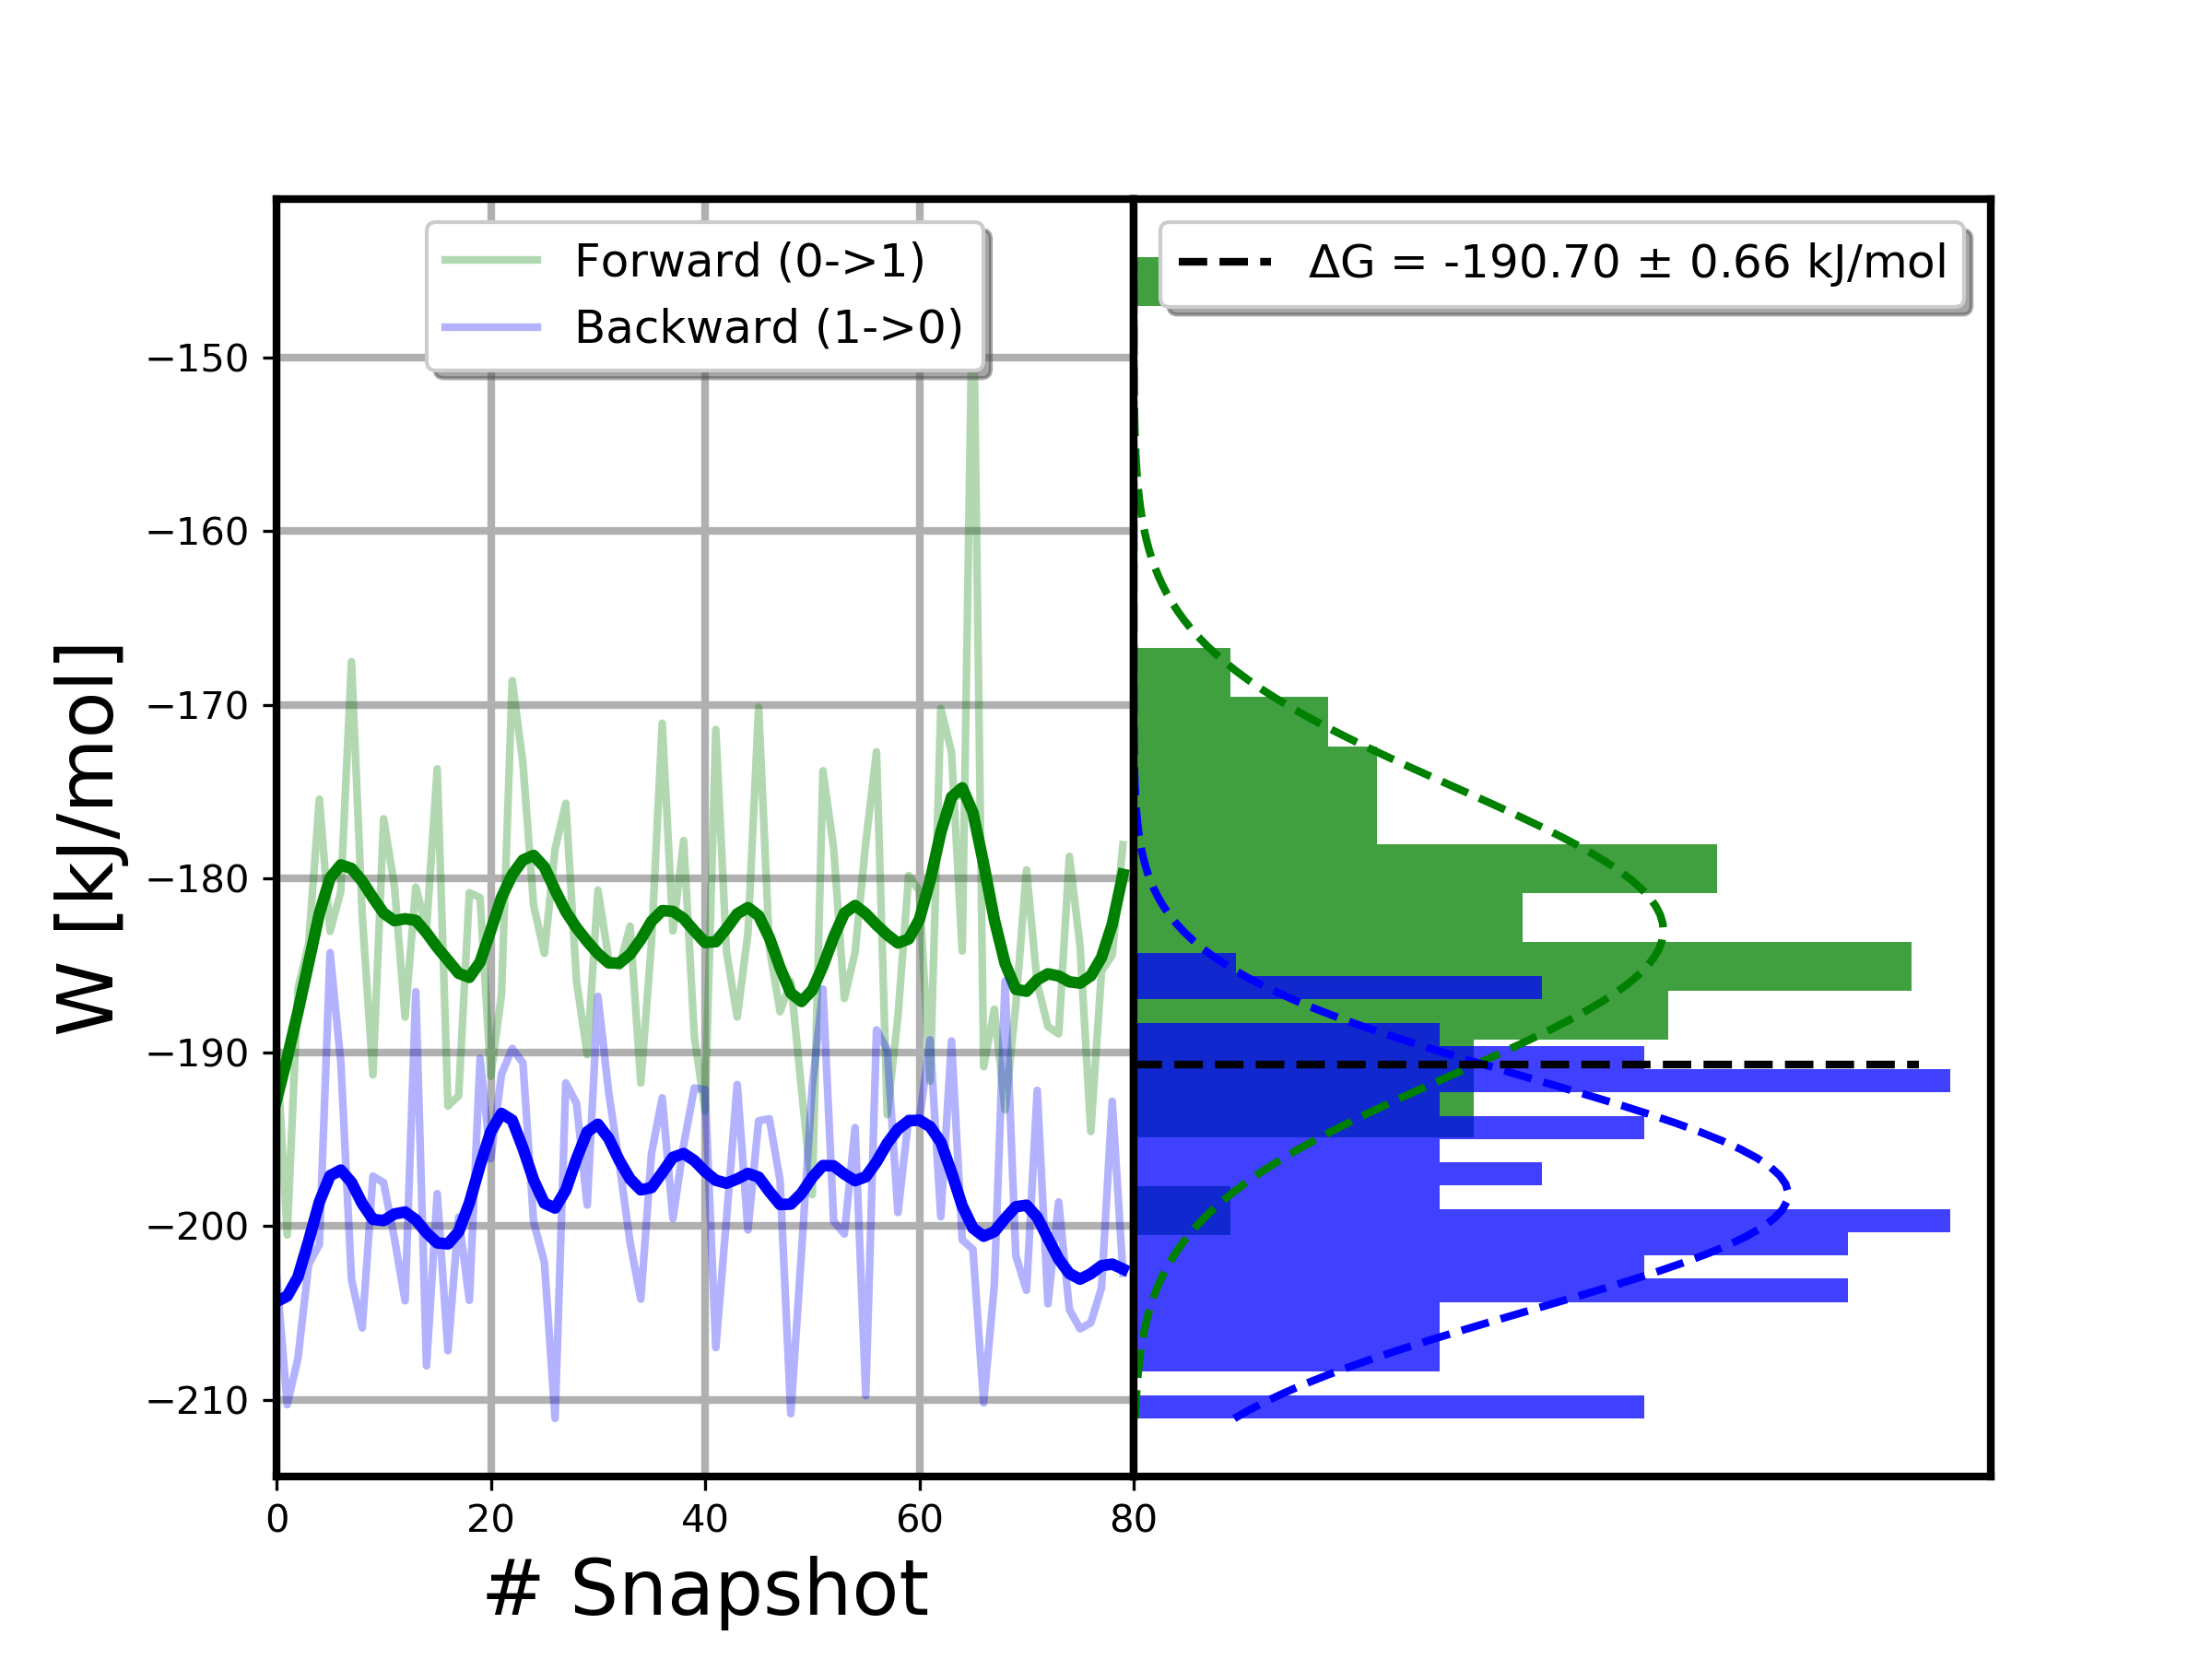 Forward (0->1)
Backward (1->0)
ΔG = -190.70 ± 0.66 kJ/mol
W [kJ/mol]
−150
−160
−170
−180
−190
−200
−210
0 20 40 60 80
# Snapshot